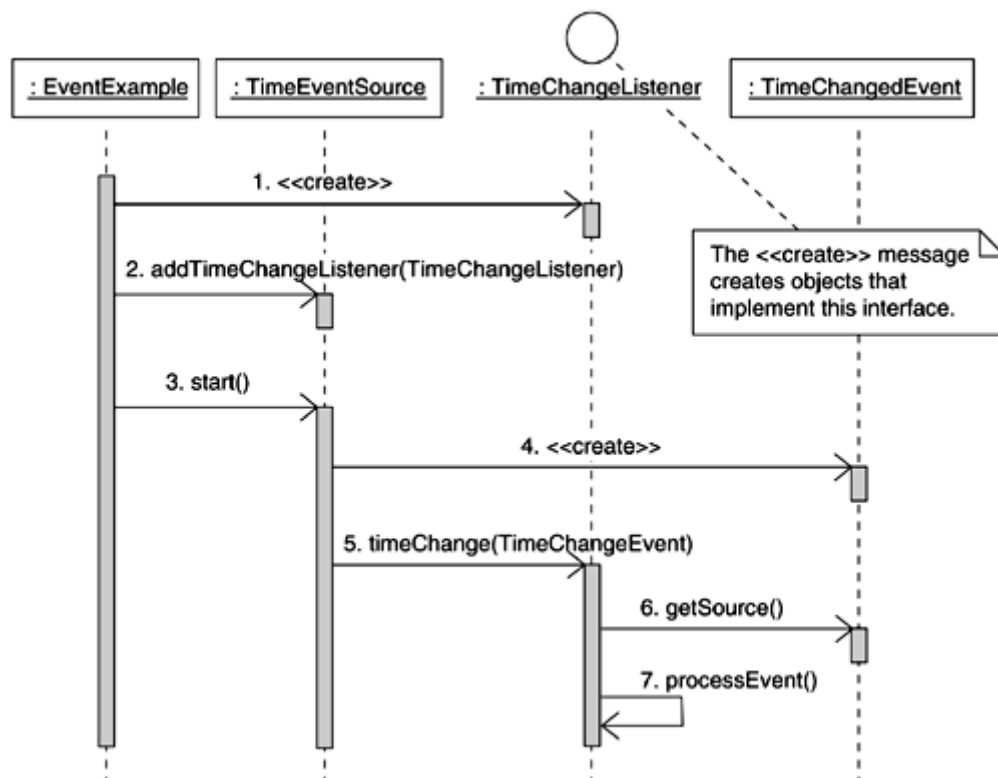 : EventExample
: TimeEventSource
: TimeChangeListener
: TimeChangedEvent
1. <<create>>
2. addTimeChangeListener(TimeChangeListener)
The <<create>> message
creates objects that
implement this interface.
3. start()
4. <<create>>
5. timeChange(TimeChangeEvent)
6. getSource()
7. processEvent()